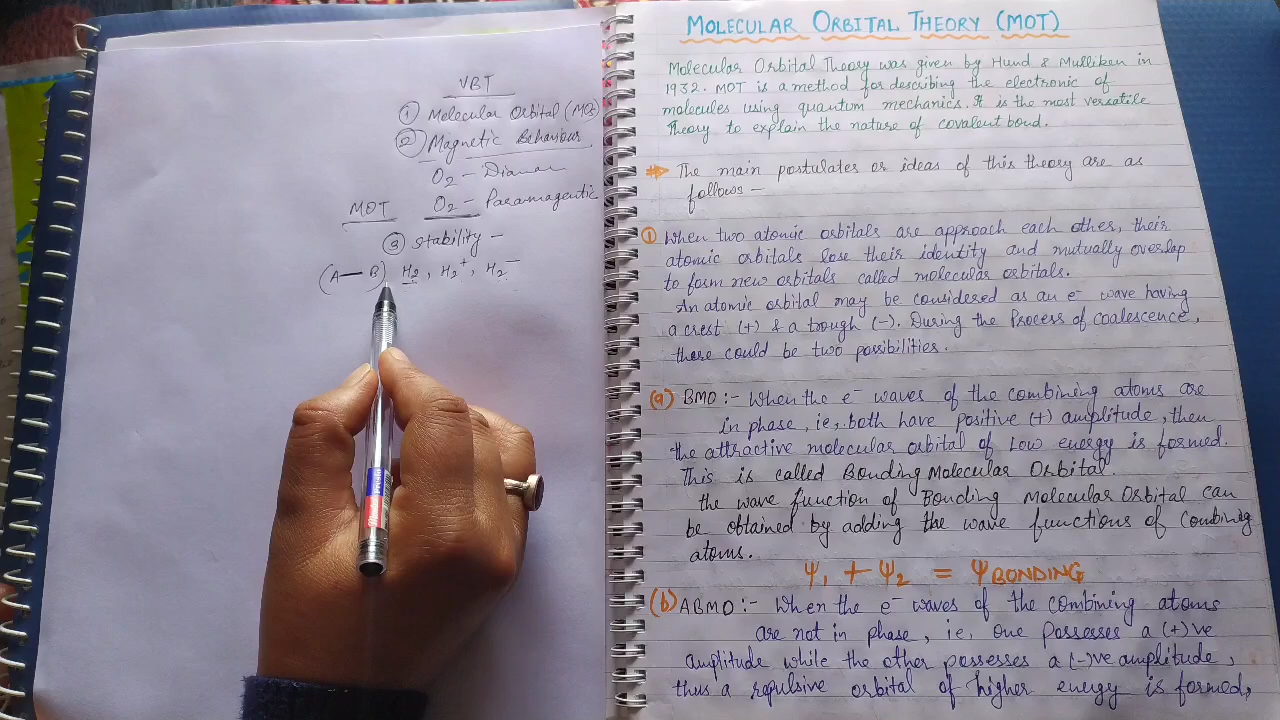 VBT
① Molecular Orbital (MO)
② Magnetic Behaviour
O2 - Diaman
MOT O2 - Paramagentic
③ Stability -
(A — B) H2, H2+, H2-
MOLECULAR ORBITAL THEORY (MOT)
Molecular Orbital Theory was given by Hund & Mulliken in
1932. MOT is a method for describing the electronic of
molecules using quantum mechanics. It is the most versatile
Theory to explain the nature of covalent bond.
The main postulates or ideas of this theory are as
follows -
① When two atomic orbitals are approach each other, their
atomic orbitals lose their identity and mutually overlap
to form new orbitals called molecular orbitals.
An atomic orbital may be considered as an e- wave having
a crest (+) & a trough (-). During the Process of coalescence,
these could be two possibilities.
(a) BMO :- When the e- waves of the combining atoms are
in phase, ie, both have positive (+) amplitude, then
the attractive molecular orbital of Low energy is formed.
This is called Bonding Molecular Orbital
the wave function of Bonding Molecular Orbital can
be obtained by adding the wave functions of combining
atoms.
Ψ1 + Ψ2 = Ψ BONDING
(b) ABMO :- When the e- waves of the combining atoms
are not in phase, ie. One possesses a (+)ve
the other possesses a -ve amplitude,
a repulsive orbital of higher is formed,